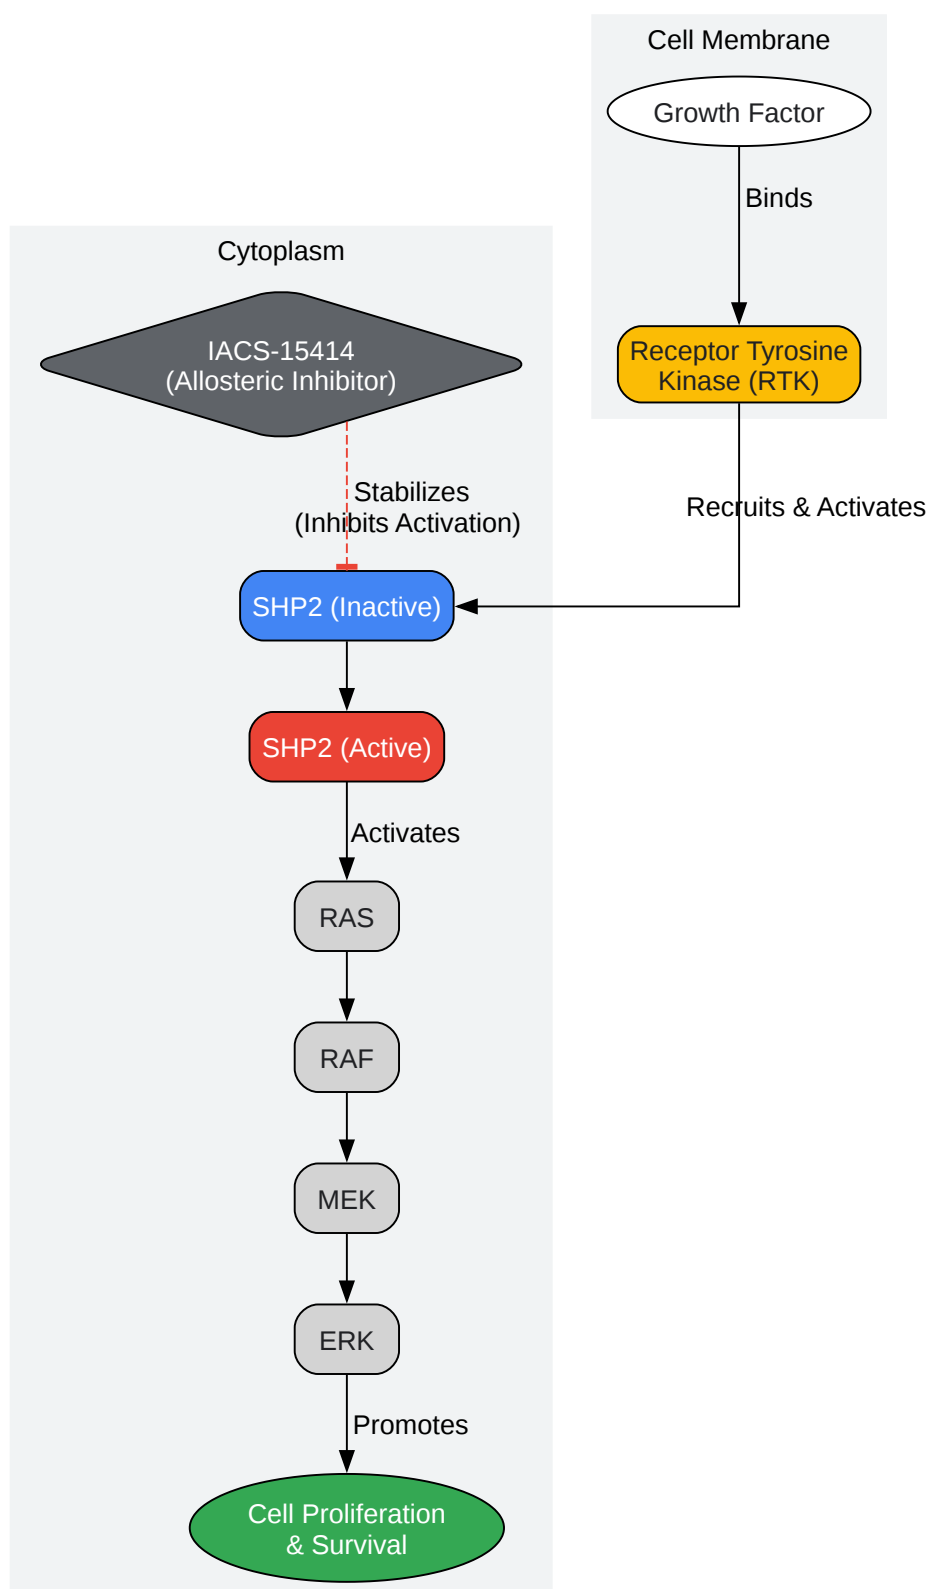 Cell Membrane
Growth Factor
Binds
Cytoplasm
IACS-15414
(Allosteric Inhibitor)
Receptor Tyrosine
Kinase (RTK)
Stabilizes
(Inhibits Activation)
Recruits & Activates
SHP2 (Inactive)
SHP2 (Active)
Activates
RAS
RAF
MEK
ERK
Promotes
Cell Proliferation
& Survival